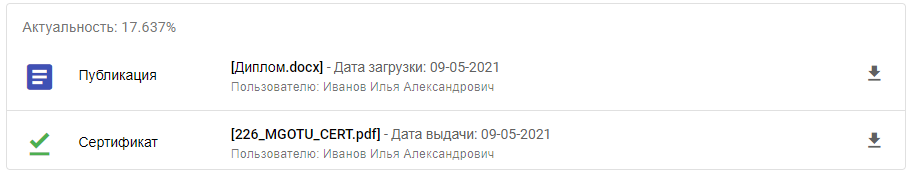 Актуальность: 17.637%
Публикация
[Диплом.docx] - Дата загрузки: 09-05-2021
Пользователю: Иванов Илья Александрович
Сертификат
[226_MGOTU_CERT.pdf] - Дата выдачи: 09-05-2021
Пользователю: Иванов Илья Александрович